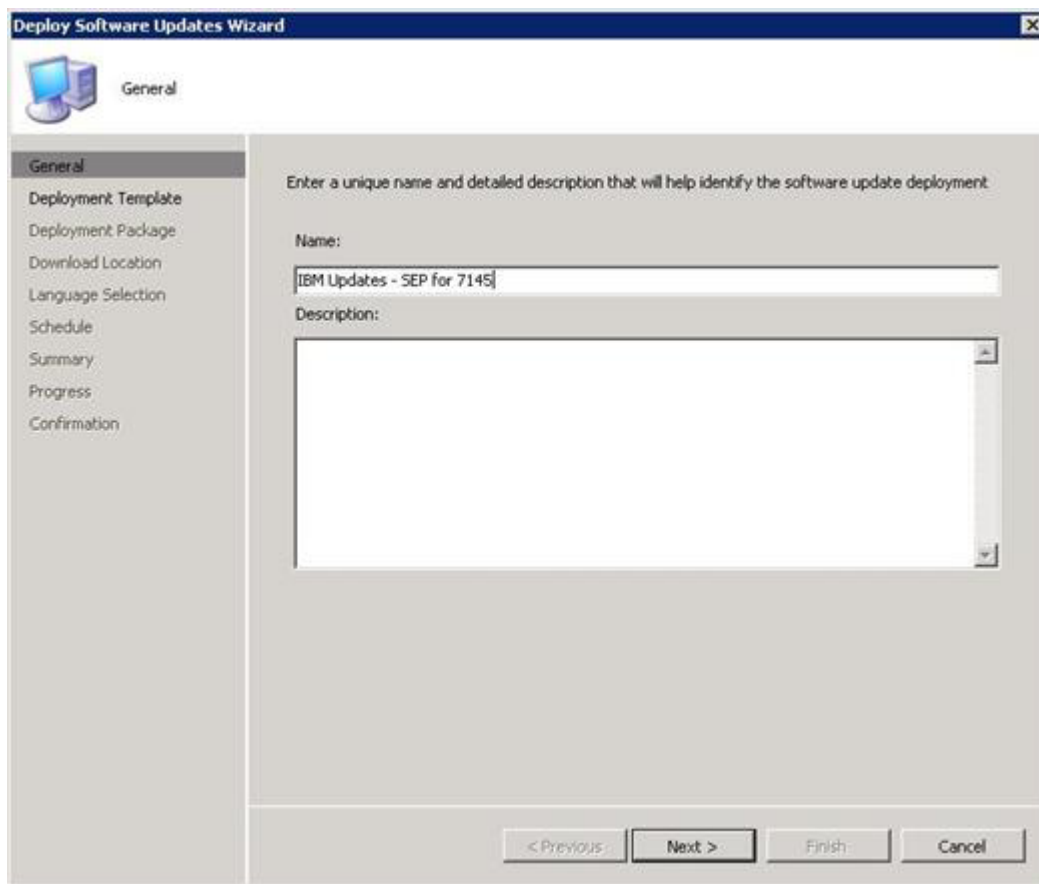 Deploy Software Updates Wizard
General
General
Deployment Template
Deployment Package
Download Location
Language Selection
Schedule
Summary
Progress
Confirmation
Enter a unique name and detailed description that will help identify the software update deployment
Name:
IBM Updates - SEP for 7145
Description:
< Previous
Next >
Finish
Cancel